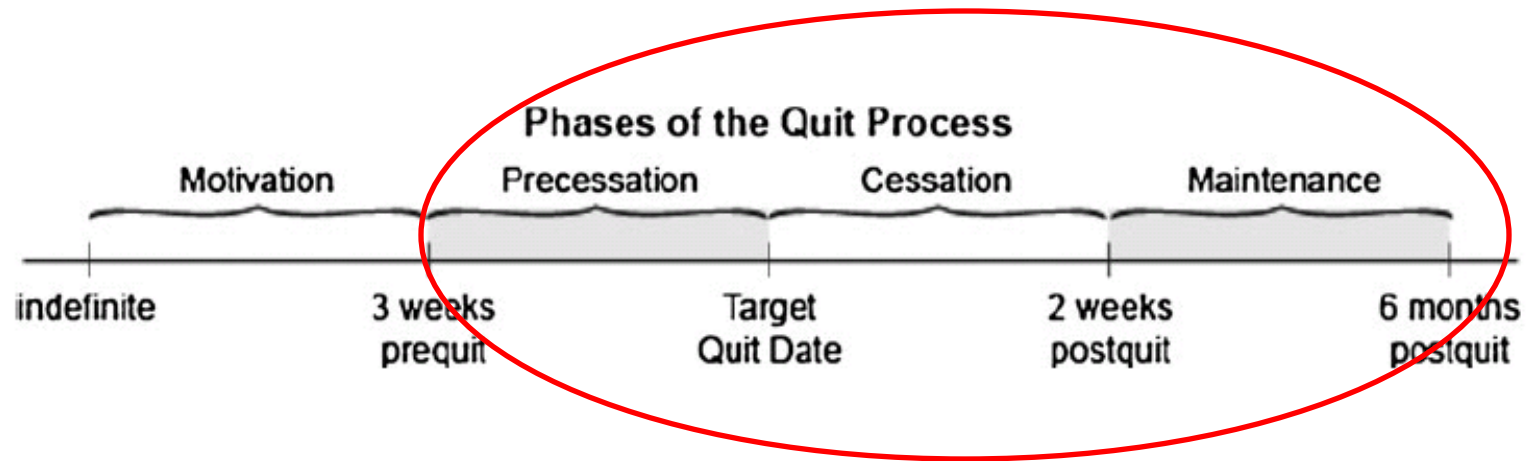 Phases of the Quit Process
Motivation Precessation Cessation Maintenance
indefinite 3 weeks Target 2 weeks 6 months
prequit Quit Date postquit postquit